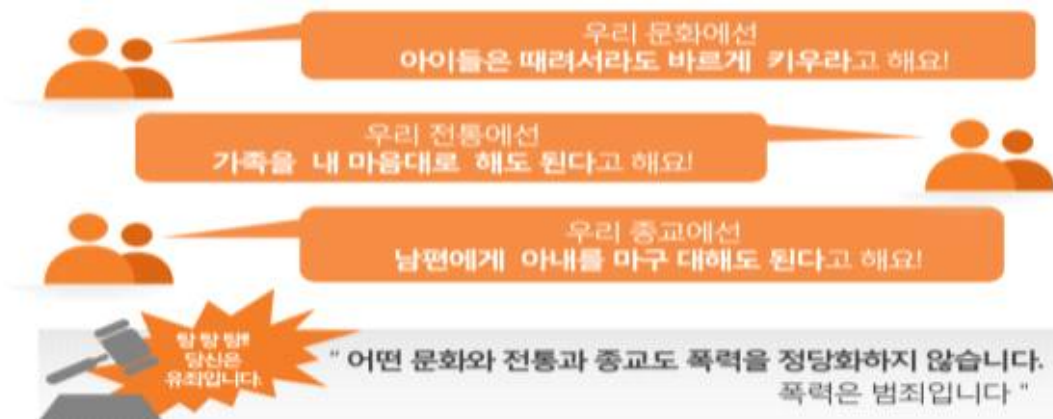 우리 문화에선
아이들은 때려서라도 바르게 키우라고 해요!
우리 전통에선
가족을 내 마음대로 해도 된다고 해요!
우리 종교에선
남편에게 아내를 마구 대해도 된다고 해요!
탕 탕 탕!!
당신은
유죄입니다.
" 어떤 문화와 전통과 종교도 폭력을 정당화하지 않습니다.
폭력은 범죄입니다 "